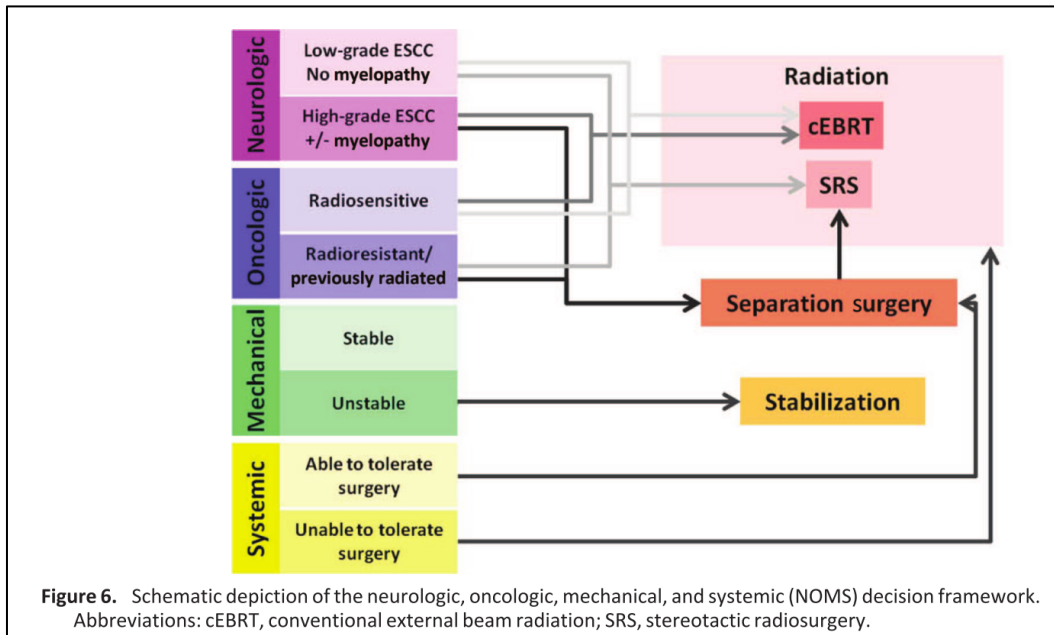 Neurologic
Low-grade ESCC
No myelopathy
High-grade ESCC
+/- myelopathy
Oncologic
Radiosensitive
Radioresistant/
previously radiated
Mechanical
Stable
Unstable
Systemic
Able to tolerate
surgery
Unable to tolerate
surgery
Radiation
cEBRT
SRS
Separation surgery
Stabilization
Figure 6. Schematic depiction of the neurologic, oncologic, mechanical, and systemic (NOMS) decision framework.
Abbreviations: cEBRT, conventional external beam radiation; SRS, stereotactic radiosurgery.